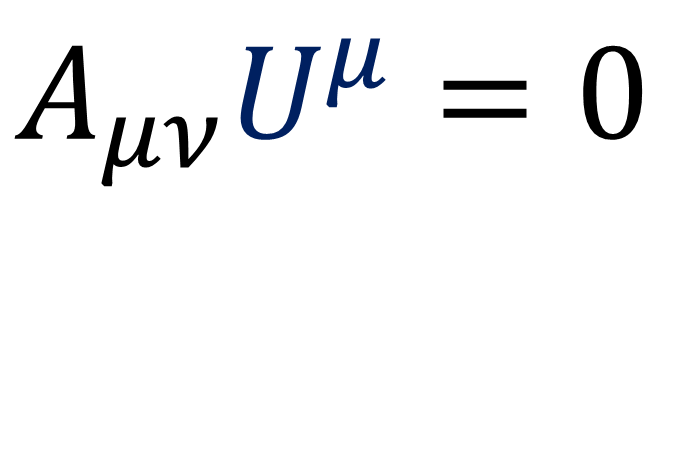 𝐴_{𝜇𝜈}𝑈^𝜇 = 0